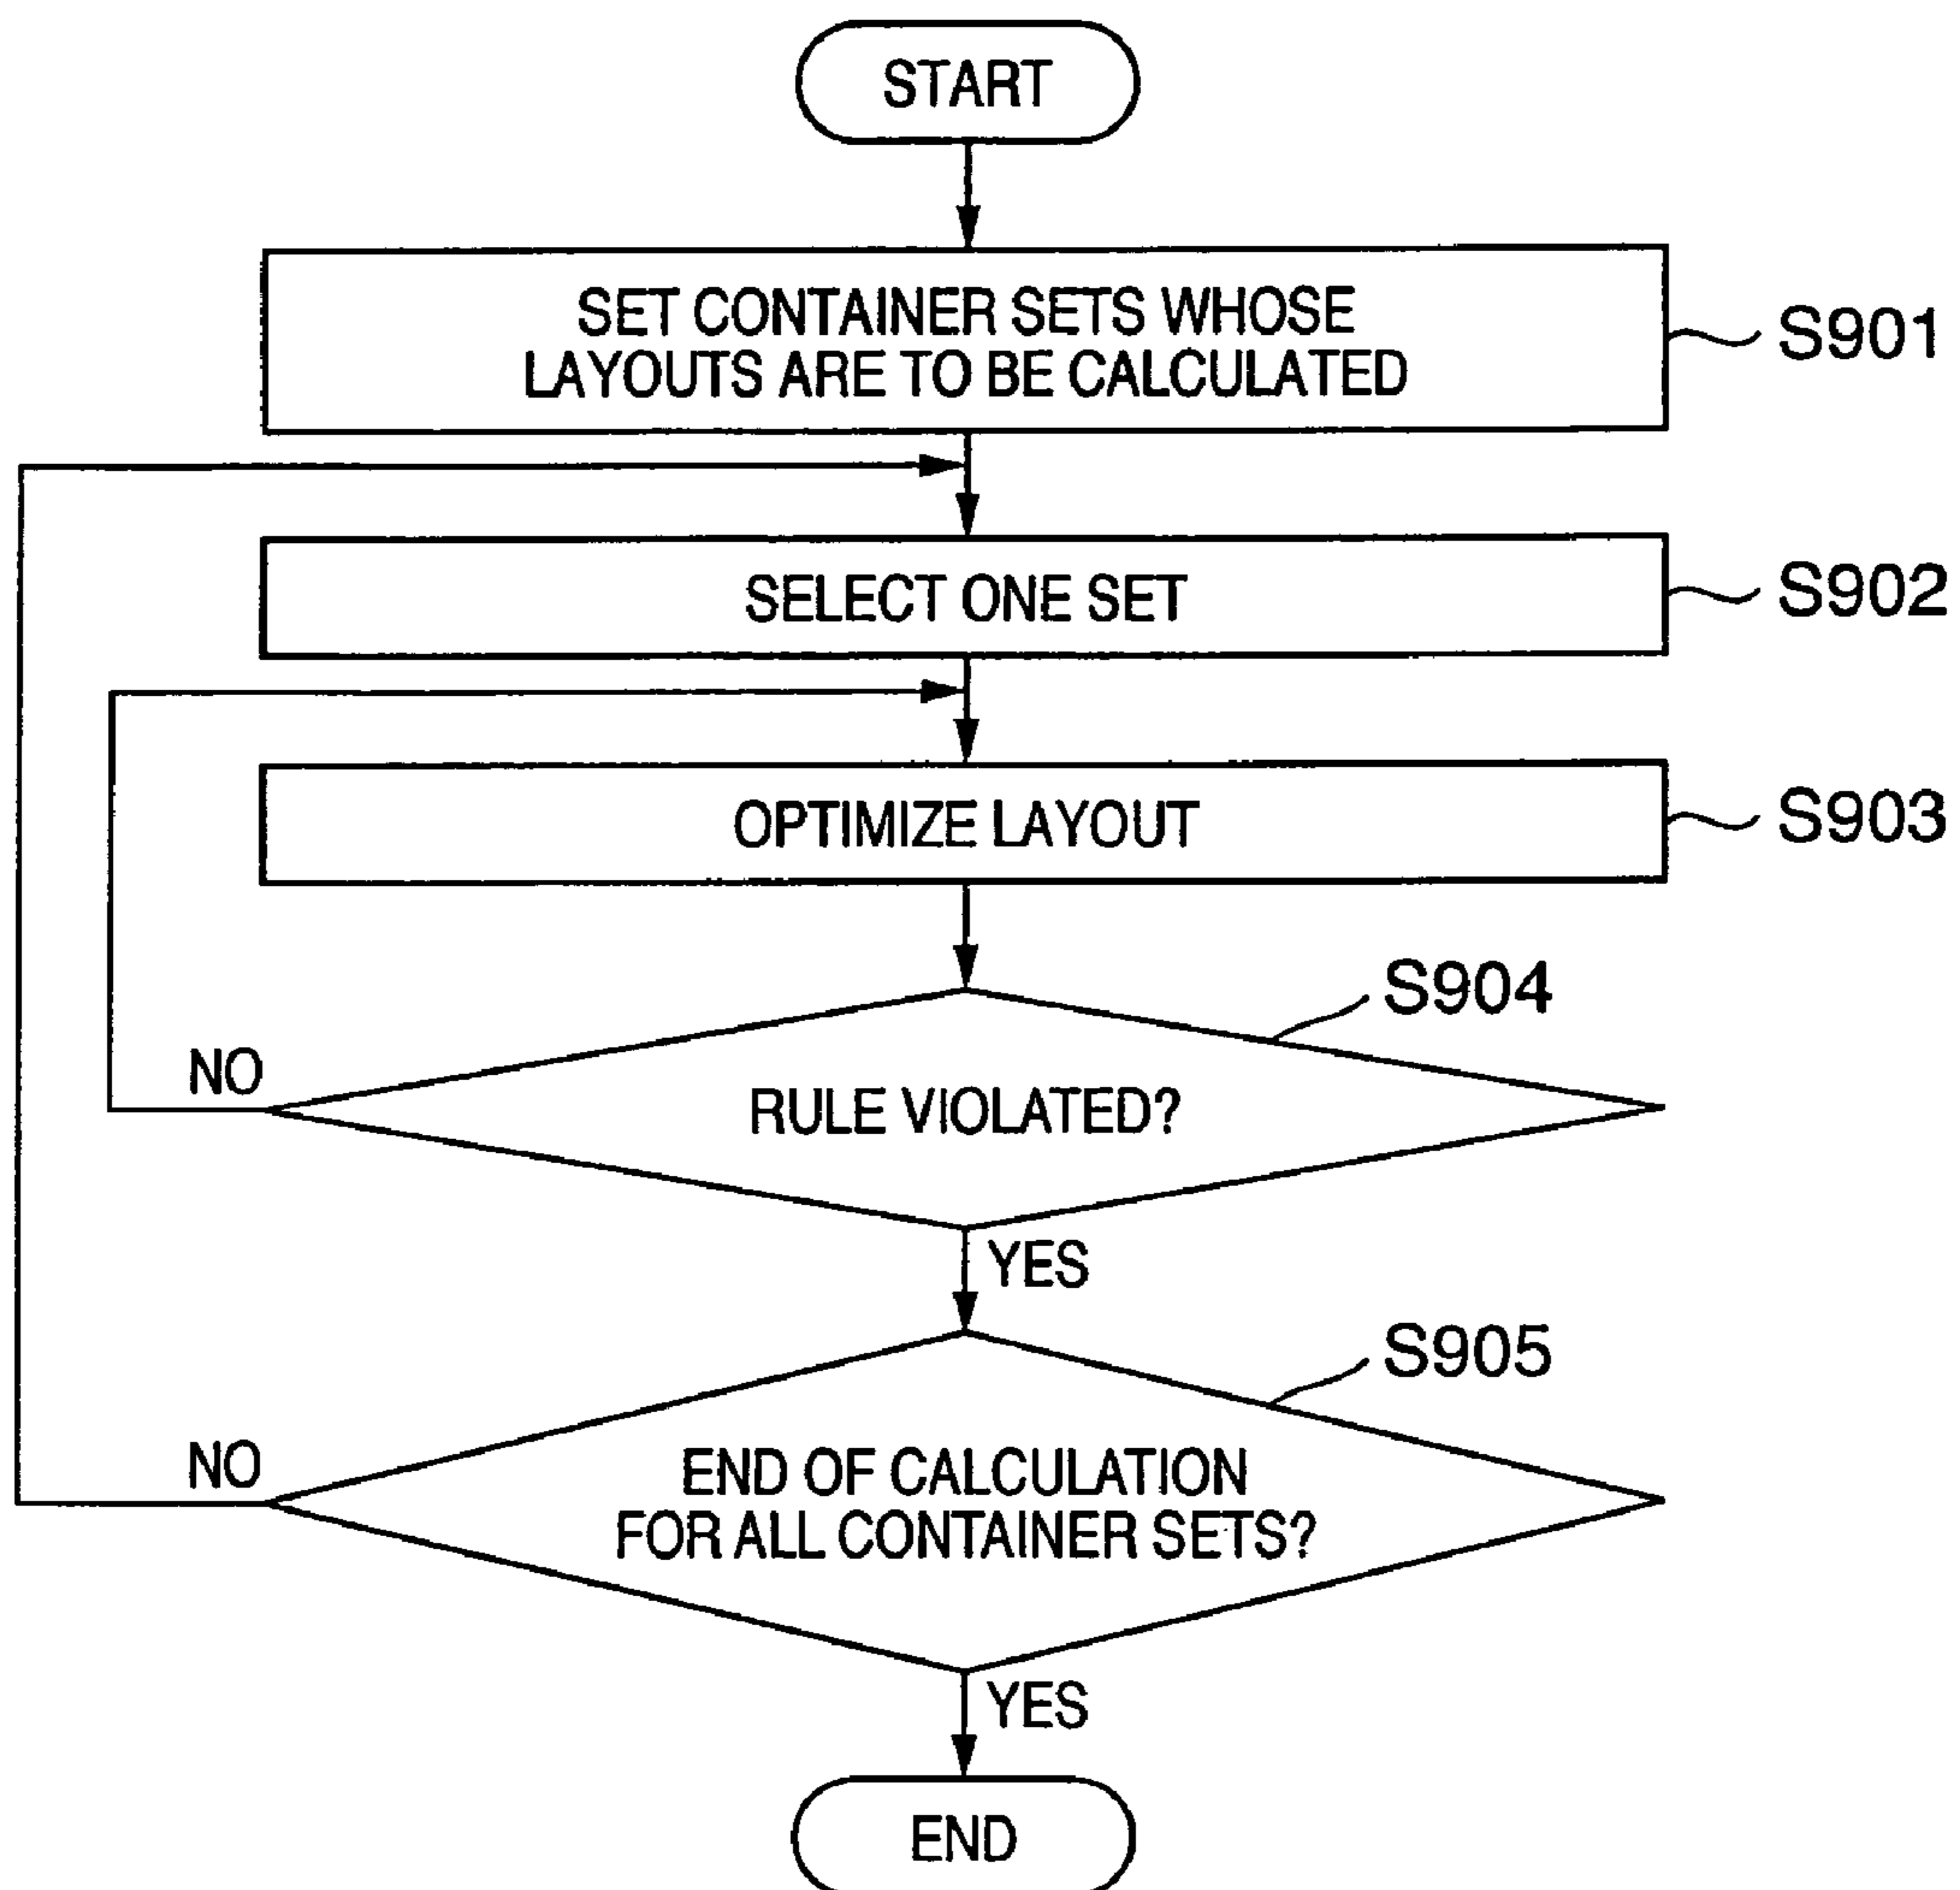 START
SET CONTAINER SETS WHOSE
LAYOUTS ARE TO BE CALCULATED
S901
SELECT ONE SET
S902
OPTIMIZE LAYOUT
S903
S904
NO
RULE VIOLATED?
YES
S905
NO
END OF CALCULATION
FOR ALL CONTAINER SETS?
YES
END